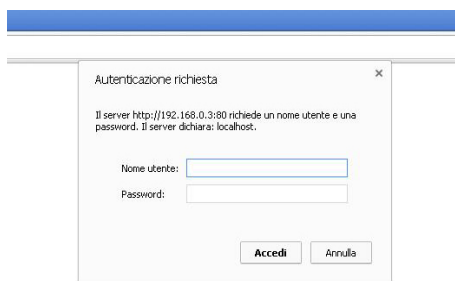 Autenticazione richiesta
Il server http://192.168.0.3:80 richiede un nome utente e una
password. Il server dichiara: localhost.
Nome utente:
Password:
Accedi Annulla